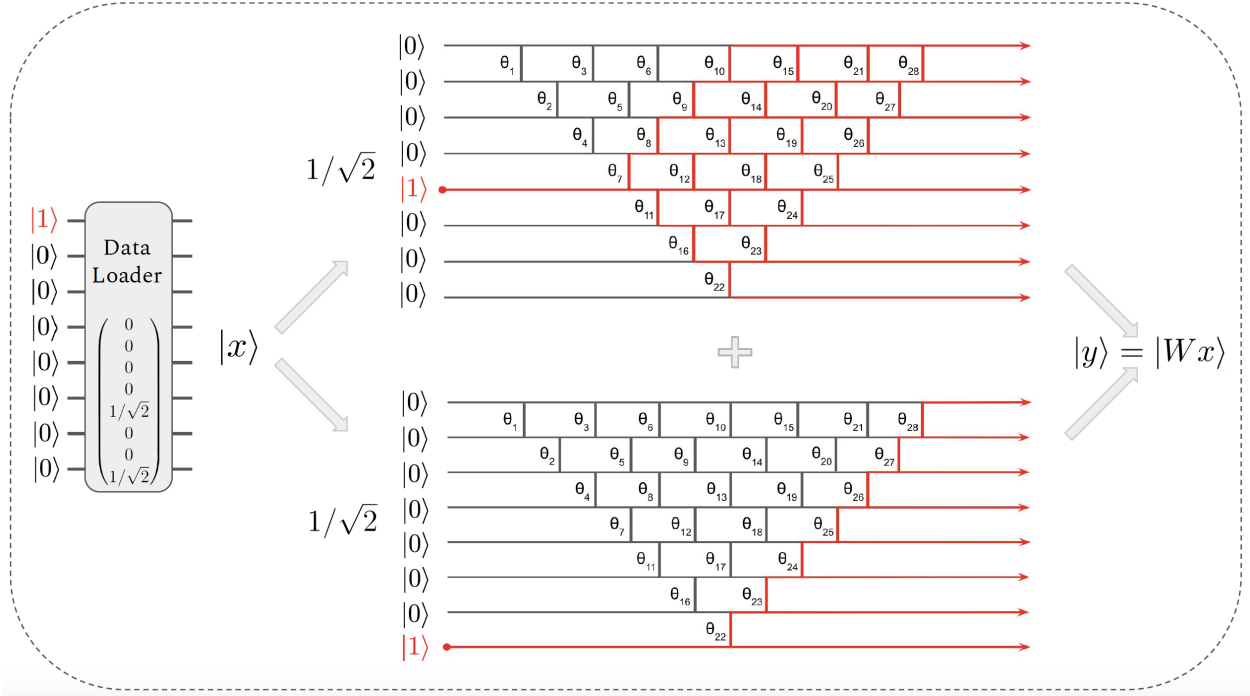 |1⟩
|0⟩
|0⟩
|0⟩
|0⟩
|0⟩
|0⟩
|0⟩
Data
Loader
0
0
0
0
1/√2
0
0
1/√2
|x⟩
1/√2
|0⟩
|0⟩
|0⟩
|0⟩
|1⟩
|0⟩
|0⟩
|0⟩
θ1 θ3 θ6 θ10 θ15 θ21 θ28
θ2 θ5 θ9 θ14 θ20 θ27
θ4 θ8 θ13 θ19 θ26
θ7 θ12 θ18 θ25
θ11 θ17 θ24
θ16 θ23
θ22
+
1/√2
|0⟩
|0⟩
|0⟩
|0⟩
|0⟩
|0⟩
|0⟩
|1⟩
θ1 θ3 θ6 θ10 θ15 θ21 θ28
θ2 θ5 θ9 θ14 θ20 θ27
θ4 θ8 θ13 θ19 θ26
θ7 θ12 θ18 θ25
θ11 θ17 θ24
θ16 θ23
θ22
|y⟩ = |Wx⟩